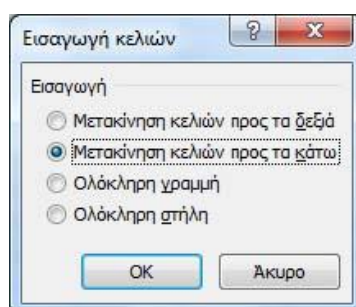 Εισαγωγή κελιών
Εισαγωγή
Μετακίνηση κελιών προς τα δεξιά
Μετακίνηση κελιών προς τα κάτω
Ολόκληρη γραμμή
Ολόκληρη στήλη
OK
Άκυρο